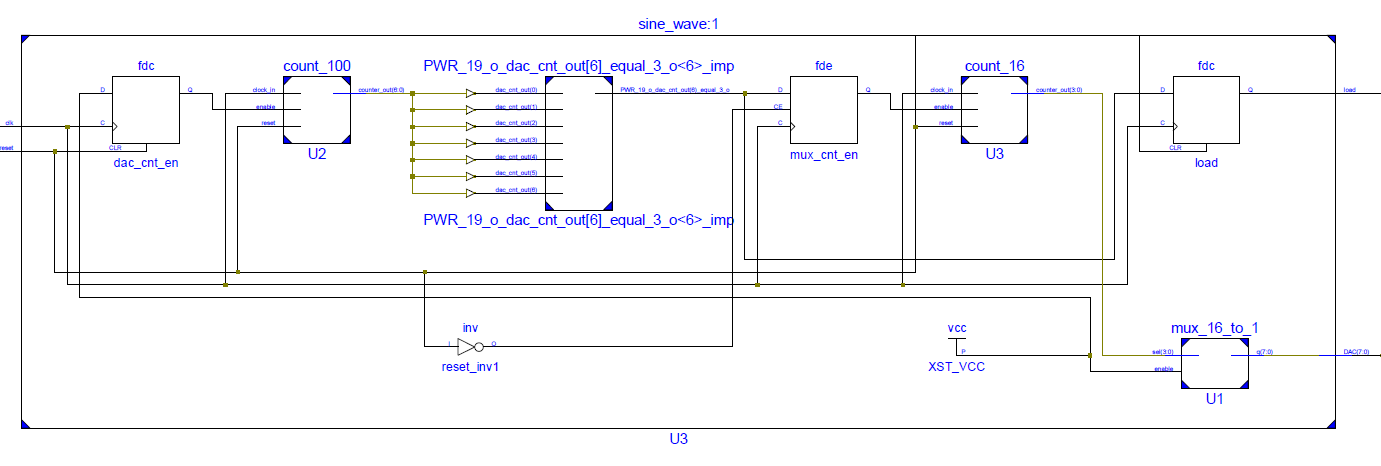 sine_wave:1
fdc
D
Q
C
CLR
dac_cnt_en
clk
reset
count_100
clock_in
enable
reset
counter_out(6:0)
U2
PWR_19_o_dac_cnt_out[6]_equal_3_o<6>_imp
dac_cnt_out(0)
dac_cnt_out(1)
dac_cnt_out(2)
dac_cnt_out(3)
dac_cnt_out(4)
dac_cnt_out(5)
dac_cnt_out(6)
PWR_19_o_dac_cnt_out[6]_equal_3_o
PWR_19_o_dac_cnt_out[6]_equal_3_o<6>_imp
fde
D
Q
CE
C
mux_cnt_en
count_16
clock_in
enable
reset
counter_out(3:0)
U3
fdc
D
Q
C
CLR
load
load
inv
I
O
reset_inv1
vcc
P
XST_VCC
mux_16_to_1
sel(3:0)
enable
q(7:0)
DAC(7:0)
U1
U3